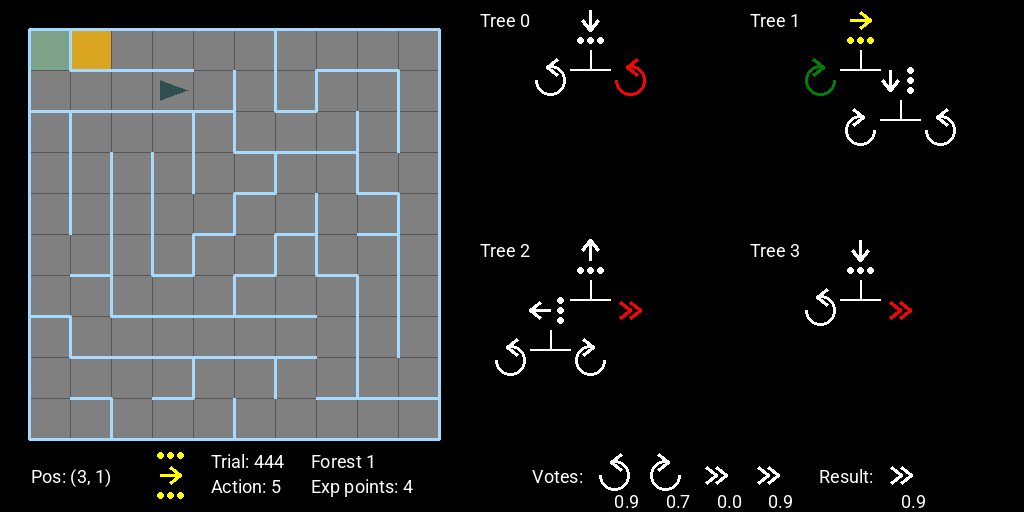 Tree 0
Tree 1
Tree 2
Tree 3
Pos: (3, 1)
Trial: 444
Forest 1
Action: 5
Exp points: 4
Votes:
0.9
0.7
0.0
0.9
Result:
0.9